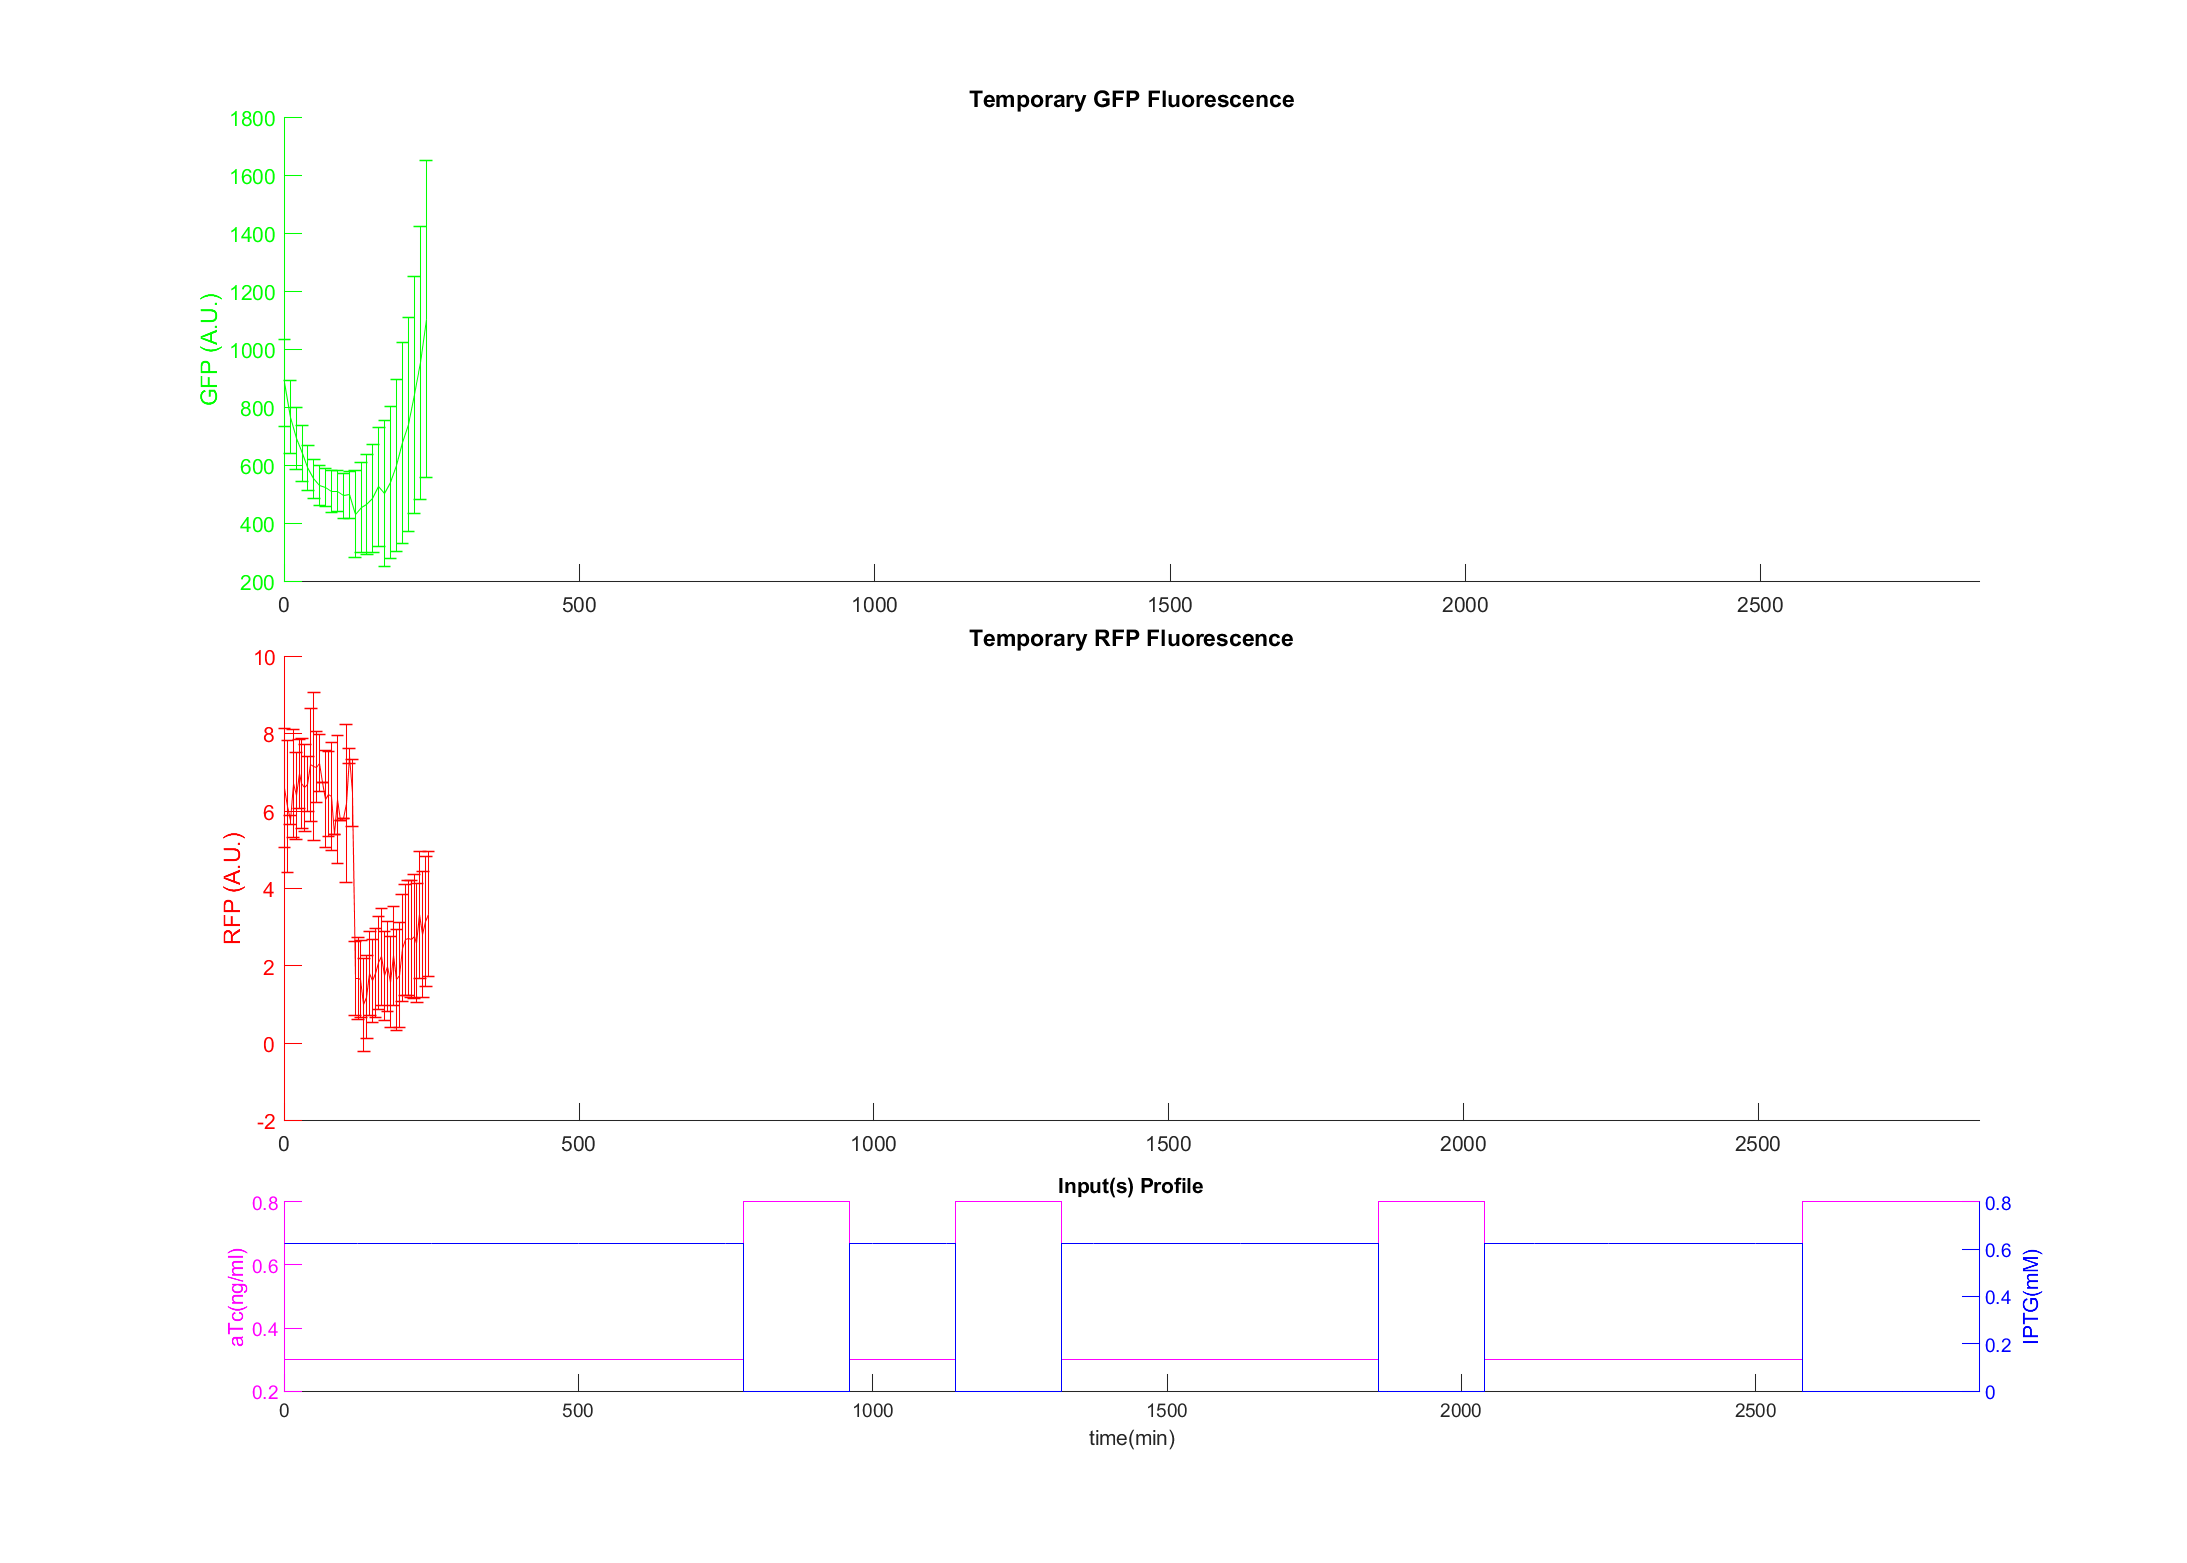 Temporary GFP Fluorescence
1800
1600
1400
1200
1000
800
600
400
200
GFP (A.U.)
0 500 1000 1500 2000 2500
Temporary RFP Fluorescence
10
8
6
4
2
0
-2
RFP (A.U.)
0 500 1000 1500 2000 2500
Input(s) Profile
0.8
0.6
0.4
0.2
aTc(ng/ml)
0.8
0.6
0.4
0.2
0
IPTG(mM)
0 500 1000 1500 2000 2500
time(min)